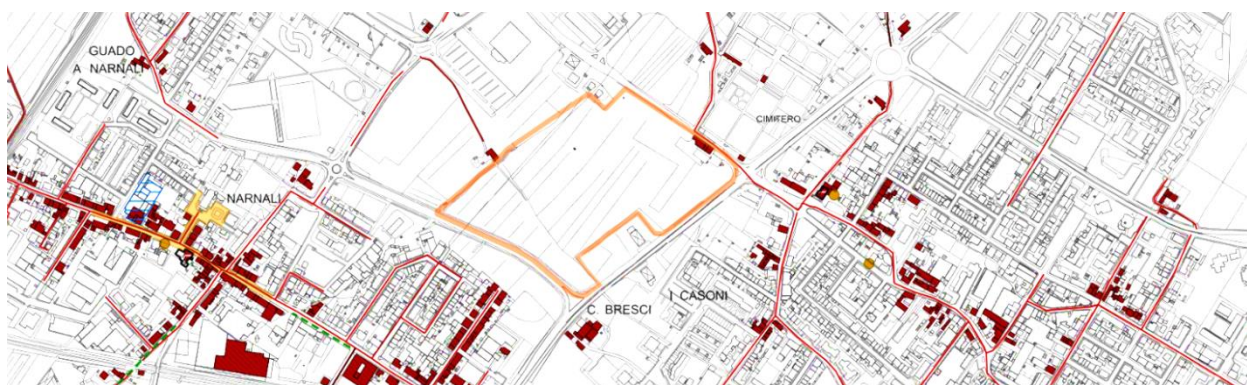 GUADO
A NARNALI
CIMITERO
NARNALI
C. BRESCI
I CASONI